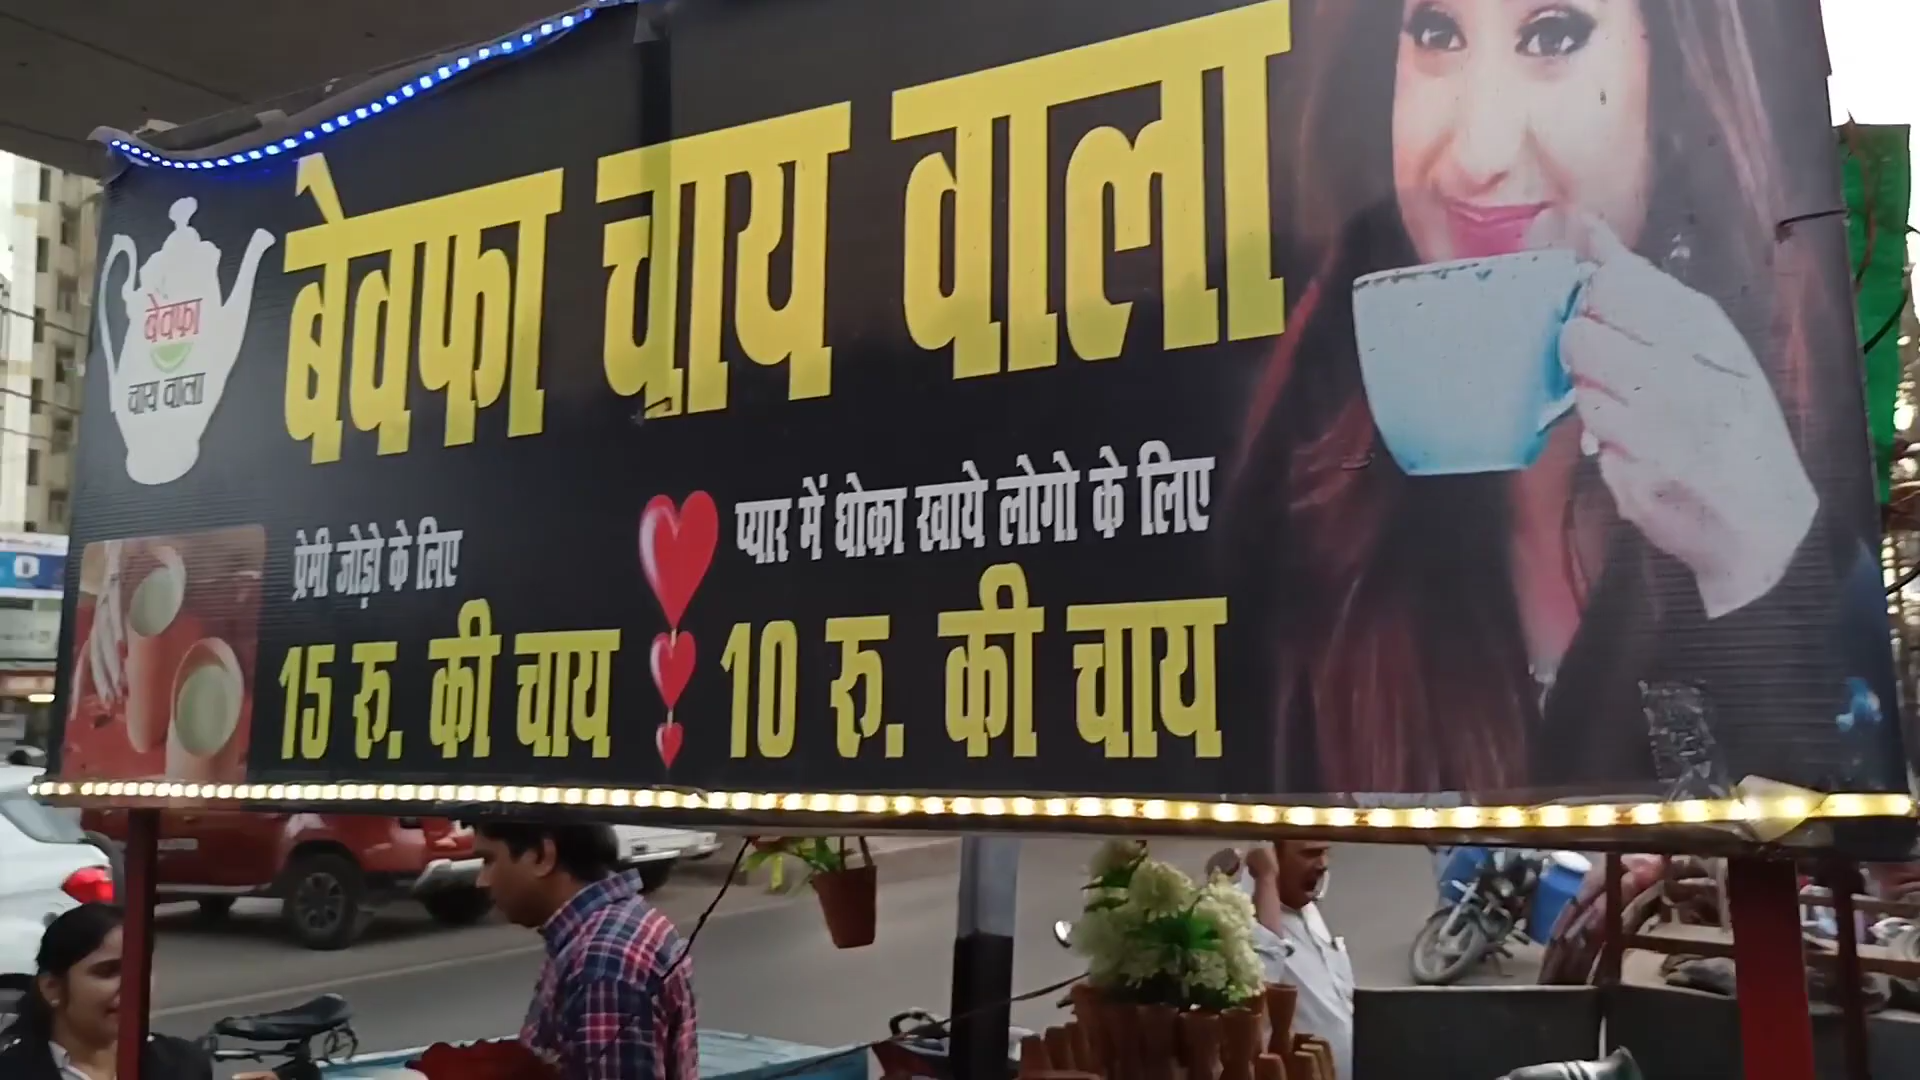 बेवफा चाय वाला
बेवफा
चाय वाला
प्रेमी जोड़ो के लिए
15 रु. की चाय
प्यार में धोका खाये लोगो के लिए
10 रु. की चाय